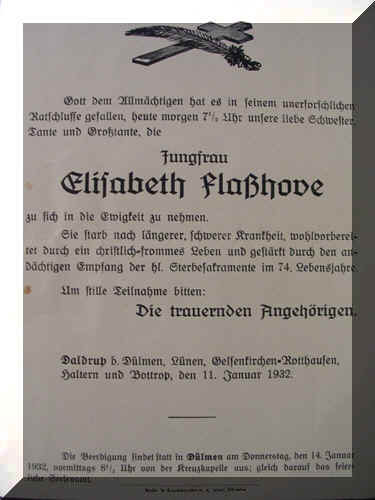 Gott dem Allmächtigen hat es in seinem unerforschlichen
Ratschlusse gefallen, heute morgen 7½ Uhr unsere liebe Schwester,
Tante und Großtante, die
Jungfrau
Elisabeth Flaßhove
zu sich in die Ewigkeit zu nehmen.
Sie starb nach längerer, schwerer Krankheit, wohlvorberei-
tet durch ein christlich-frommes Leben und gestärkt durch den an-
dächtigen Empfang der hl. Sterbesakramente im 74. Lebensjahre.
Um stille Teilnahme bitten:
Die trauernden Angehörigen.
Daldrup b. Dülmen, Lünen, Gelsenkirchen-Rotthausen,
Haltern und Bottrop, den 11. Januar 1932.
Die Beerdigung findet statt in Dülmen am Donnerstag, den 14. Januar
1932, vormittags 8½ Uhr von der Kreuzkapelle aus; gleich darauf das feier-
liche Seelenamt.